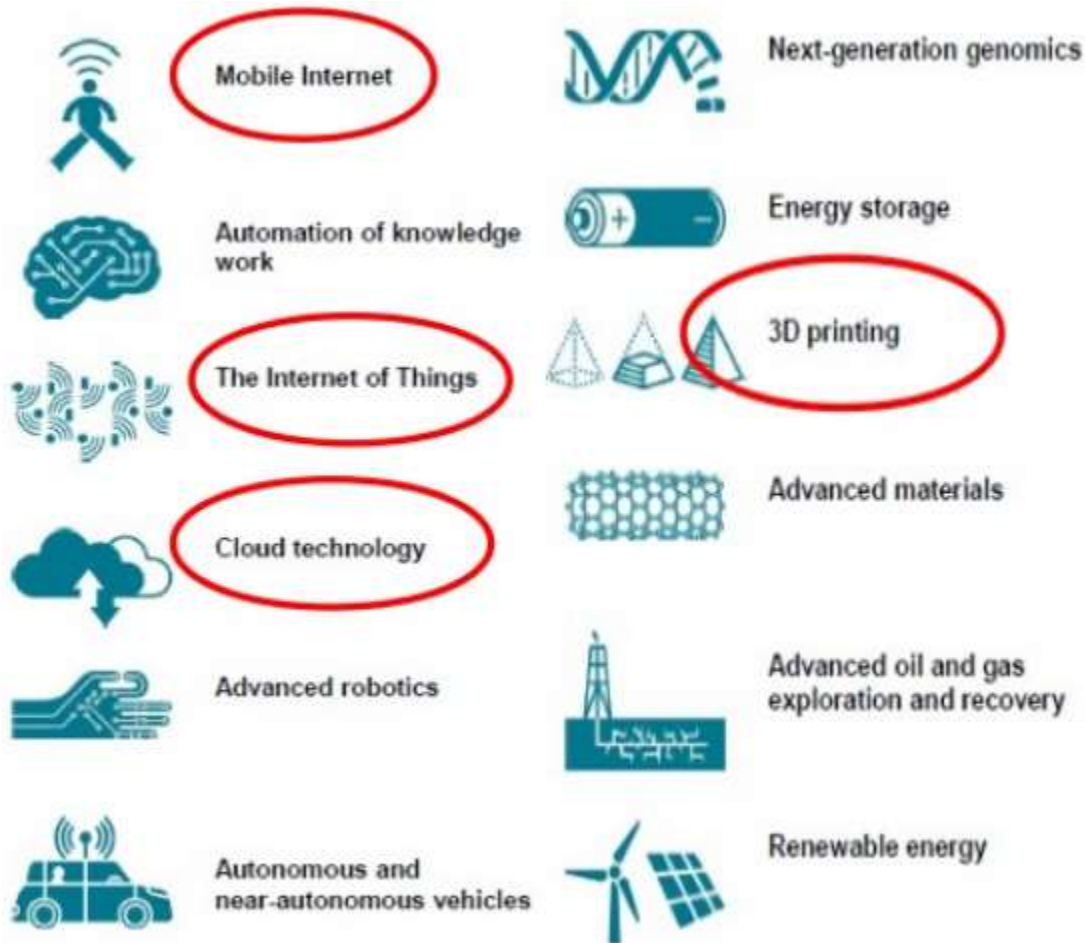 Mobile Internet
Automation of knowledge
work
The Internet of Things
Cloud technology
Advanced robotics
Autonomous and
near-autonomous vehicles
Next-generation genomics
Energy storage
3D printing
Advanced materials
Advanced oil and gas
exploration and recovery
Renewable energy